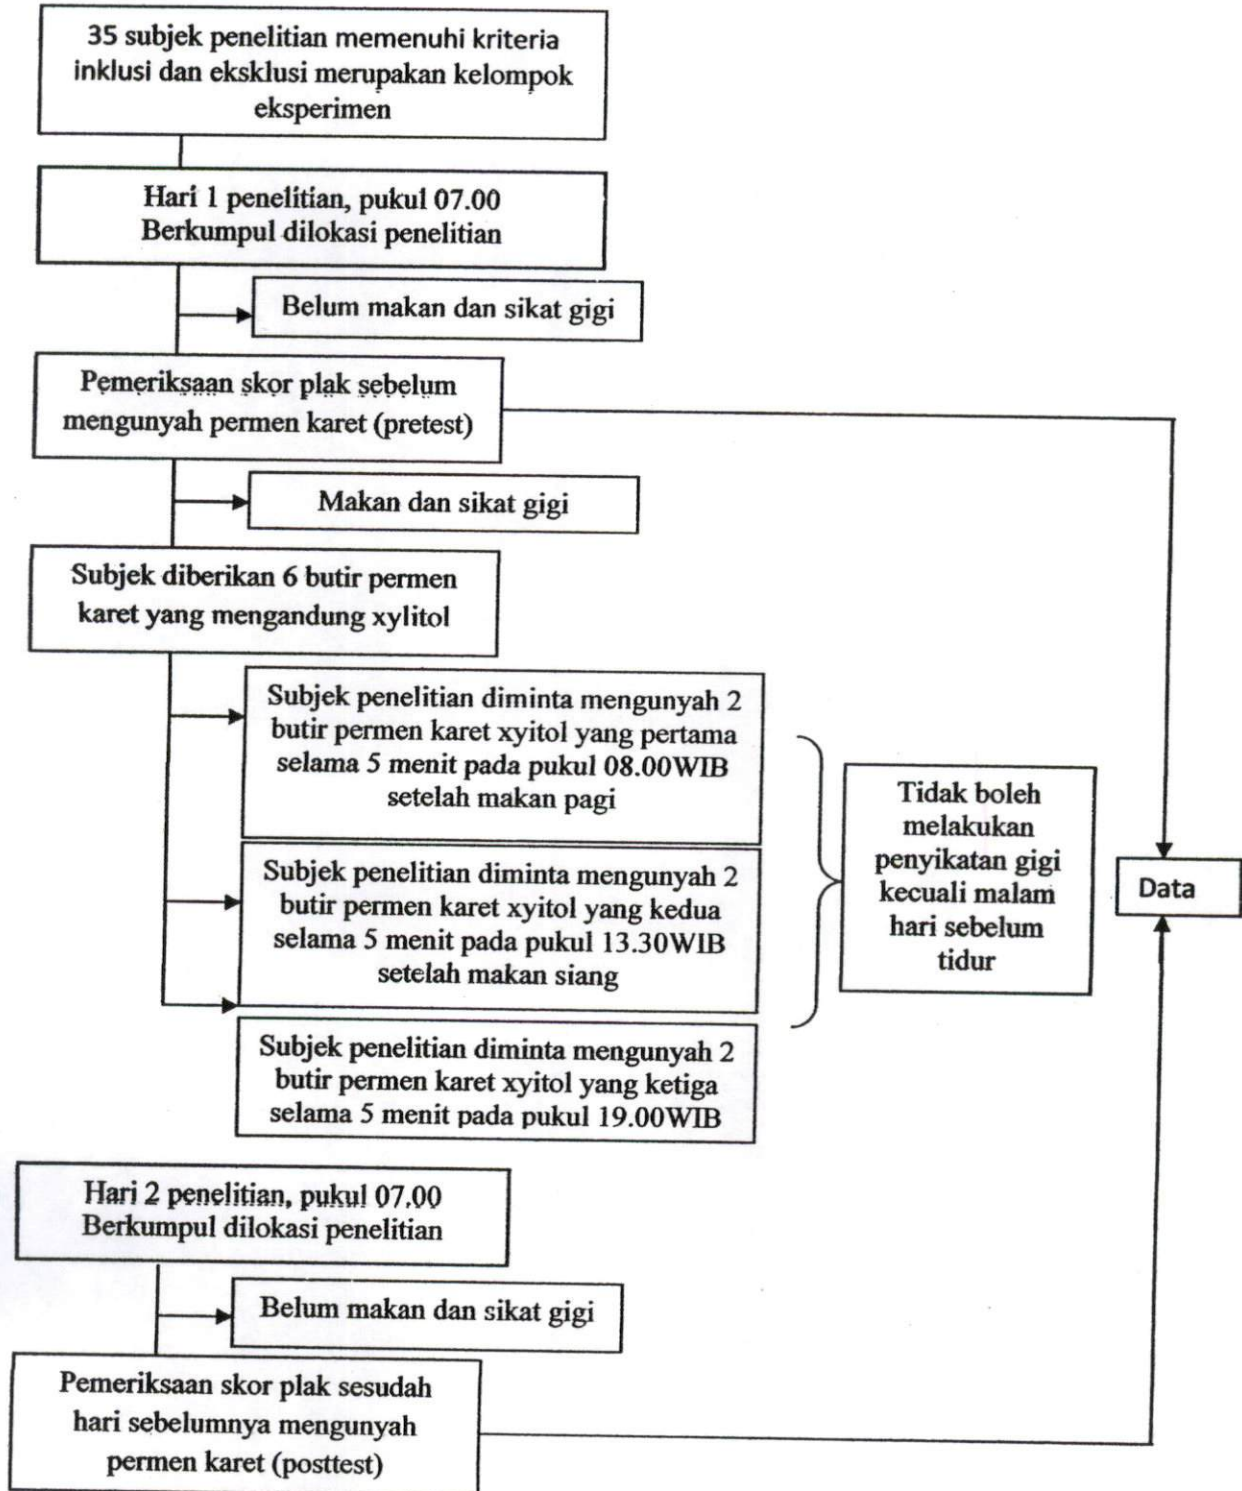 35 subjek penelitian memenuhi kriteria
inklusi dan eksklusi merupakan kelompok
eksperimen
Hari 1 penelitian, pukul 07.00
Berkumpul dilokasi penelitian
Belum makan dan sikat gigi
Pemeriksaan skor plak sebelum
mengunyah permen karet (pretest)
Makan dan sikat gigi
Subjek diberikan 6 butir permen
karet yang mengandung xylitol
Subjek penelitian diminta mengunyah 2
butir permen karet xyitol yang pertama
selama 5 menit pada pukul 08.00WIB
setelah makan pagi
Subjek penelitian diminta mengunyah 2
butir permen karet xyitol yang kedua
selama 5 menit pada pukul 13.30WIB
setelah makan siang
Subjek penelitian diminta mengunyah 2
butir permen karet xyitol yang ketiga
selama 5 menit pada pukul 19.00WIB
Tidak boleh
melakukan
penyikatan gigi
kecuali malam
hari sebelum
tidur
Data
Hari 2 penelitian, pukul 07.00
Berkumpul dilokasi penelitian
Belum makan dan sikat gigi
Pemeriksaan skor plak sesudah
hari sebelumnya mengunyah
permen karet (posttest)